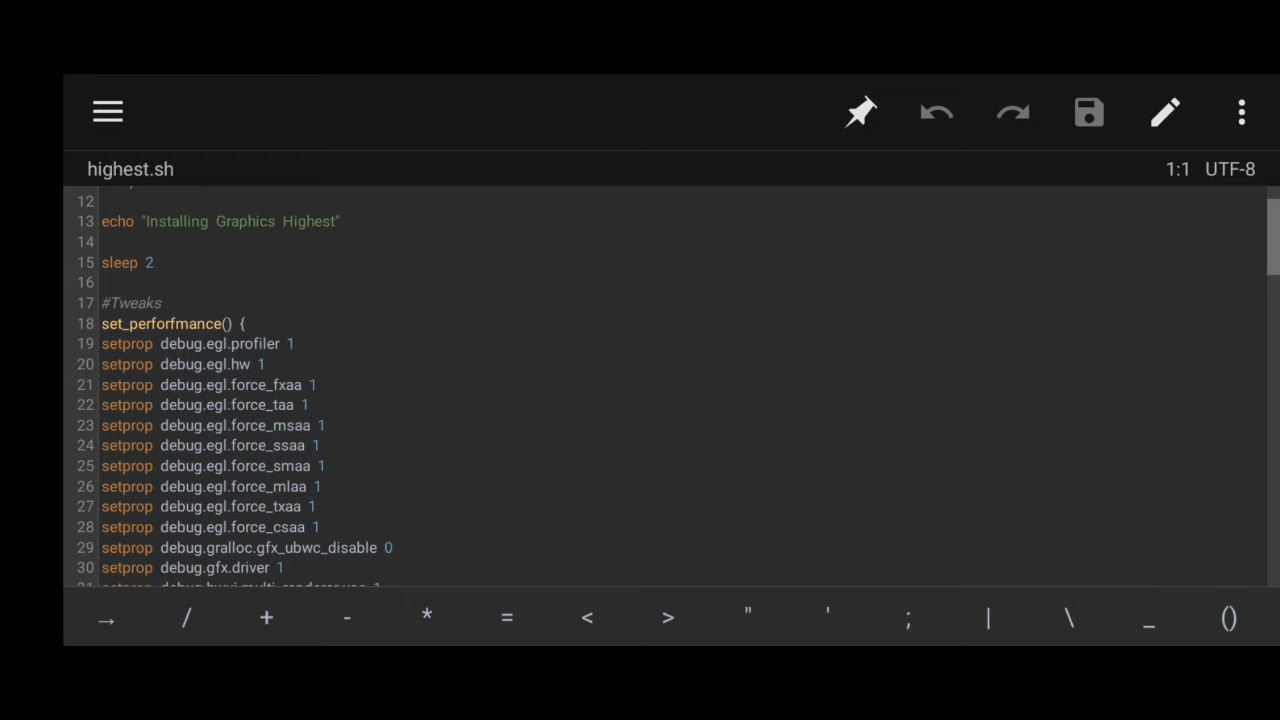 highest.sh 1:1 UTF-8
12
13 echo "Installing Graphics Highest"
14
15 sleep 2
16
17 #Tweaks
18 set_perforfmance() {
19 setprop debug.egl.profiler 1
20 setprop debug.egl.hw 1
21 setprop debug.egl.force_fxaa 1
22 setprop debug.egl.force_taa 1
23 setprop debug.egl.force_msaa 1
24 setprop debug.egl.force_ssaa 1
25 setprop debug.egl.force_smaa 1
26 setprop debug.egl.force_mlaa 1
27 setprop debug.egl.force_txaa 1
28 setprop debug.egl.force_csaa 1
29 setprop debug.gralloc.gfx_ubwc_disable 0
30 setprop debug.gfx.driver 1
→ / + - * = < > " ' ; | \ _ ()